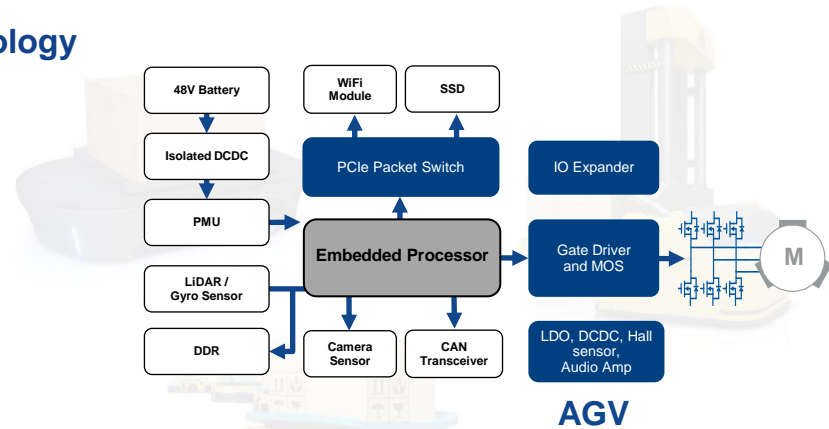 ology
48V Battery
WiFi
Module
SSD
Isolated DCDC
PCIe Packet Switch
IO Expander
PMU
Embedded Processor
Gate Driver
and MOS
M
LiDAR /
Gyro Sensor
DDR
Camera
Sensor
CAN
Transceiver
LDO, DCDC, Hall
sensor,
Audio Amp
AGV